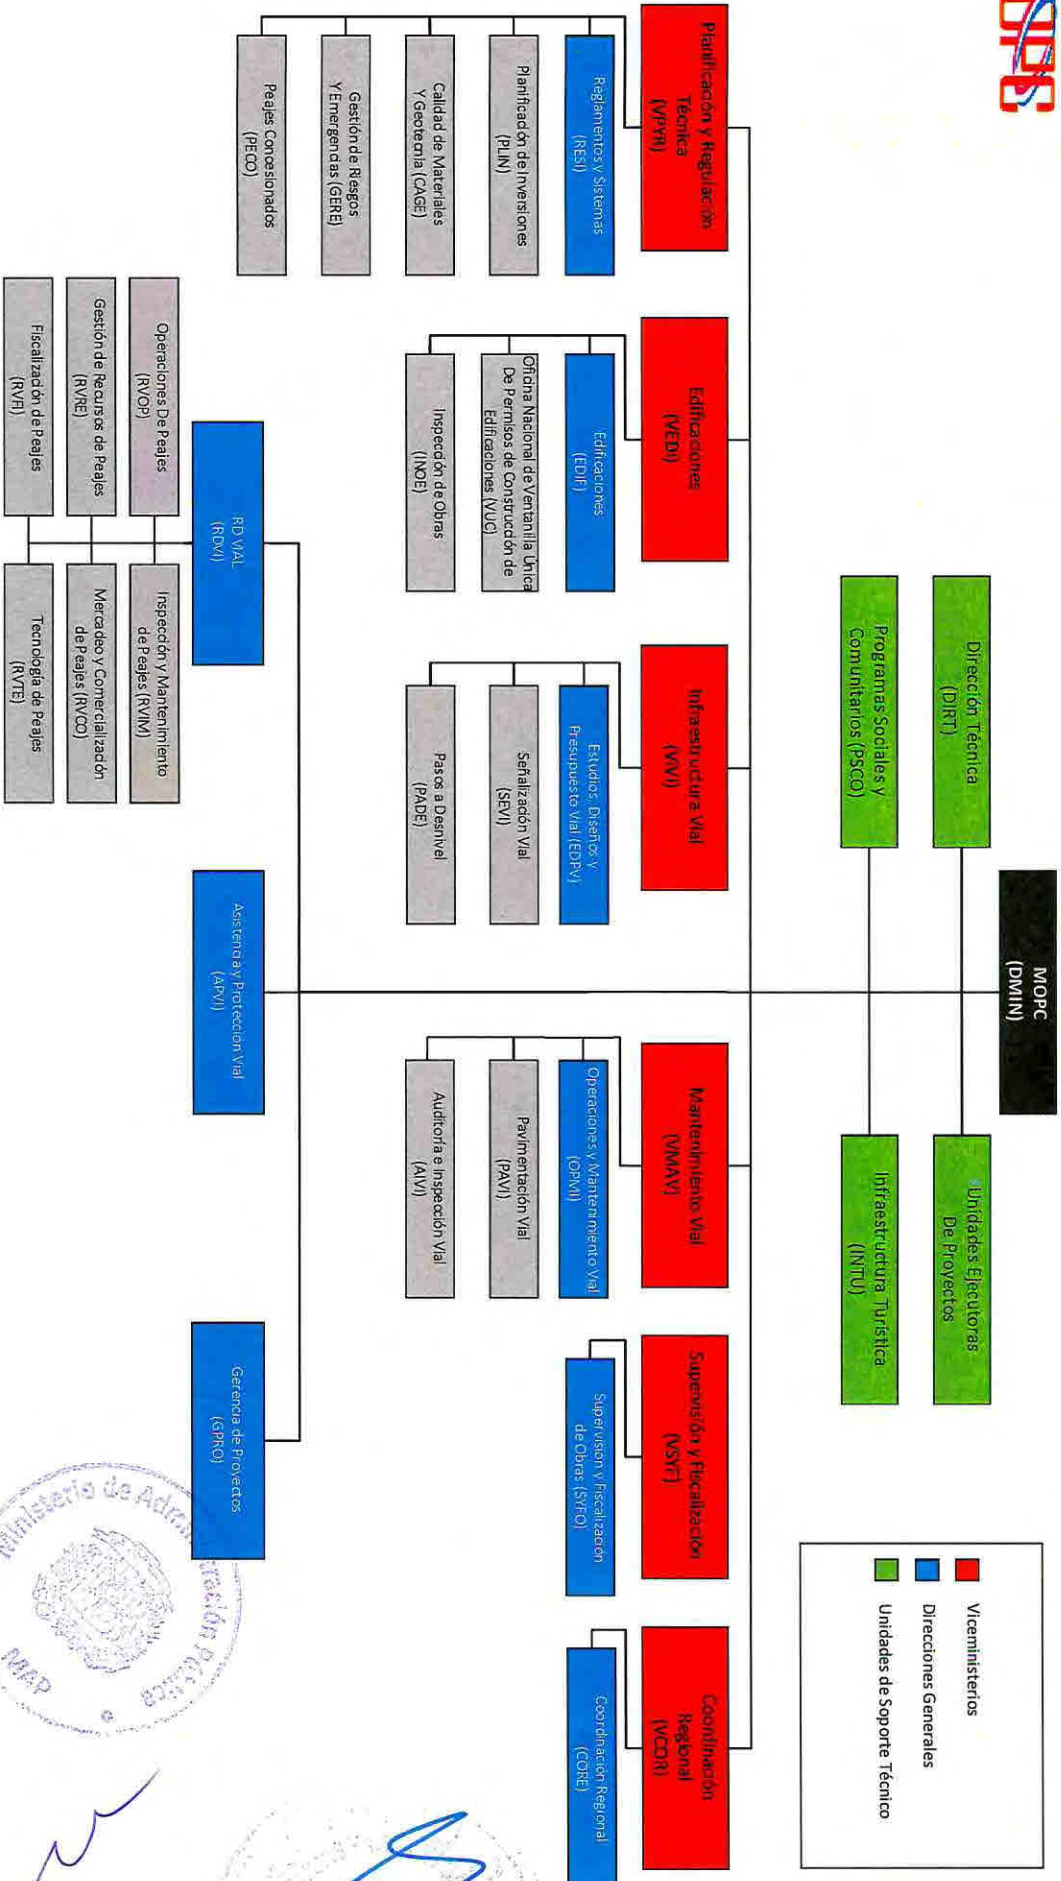 MOPC
(DMIN)
Dirección Técnica
(DIRT)
Unidades Ejecutoras
De Proyectos
Programas Sociales y
Comunitarios (PSCO)
Infraestructura Turística
(INTU)
Viceministerios
Direcciones Generales
Unidades de Soporte Técnico
Planificación y Regulación
Técnica
(VPYR)
Reglamentos y Sistemas
(RESI)
Planificación de Inversiones
(PLIN)
Calidad de Materiales
Y Geotecnia (CAGE)
Gestión de Riesgos
Y Emergencias (GERE)
Peajes Concesionados
(PECO)
Edificaciones
(VEDI)
Edificaciones
(EDIF)
Oficina Nacional de Ventanilla Única
De Permisos de Construcción de
Edificaciones (VUC)
Inspección de Obras
(INOE)
Infraestructura Vial
(VIVI)
Estudios, Diseños y
Presupuesto Vial (EDPV)
Señalización Vial
(SEVI)
Pasos a Desnivel
(PADE)
Mantenimiento Vial
(VMAV)
Operaciones y Mantenimiento Vial
(OPMI)
Pavimentación Vial
(PAVI)
Auditoría e Inspección Vial
(AIVI)
Supervisión y Fiscalización
(VSYF)
Supervisión y Fiscalización
de Obras (SYFO)
Coordinación
Regional
(VCOR)
Coordinación Regional
(CORE)
RD VIAL
(RDVI)
Operaciones De Peajes
(RVOP)
Inspección y Mantenimiento
de Peajes (RVIM)
Gestión de Recursos de Peajes
(RVRE)
Mercadeo y Comercialización
de Peajes (RVCO)
Fiscalización de Peajes
(RVFI)
Tecnología de Peajes
(RVTE)
Asistencia y Protección Vial
(APVI)
Gerencia de Proyectos
(GPRO)
Ministerio de Administración Pública
MAP